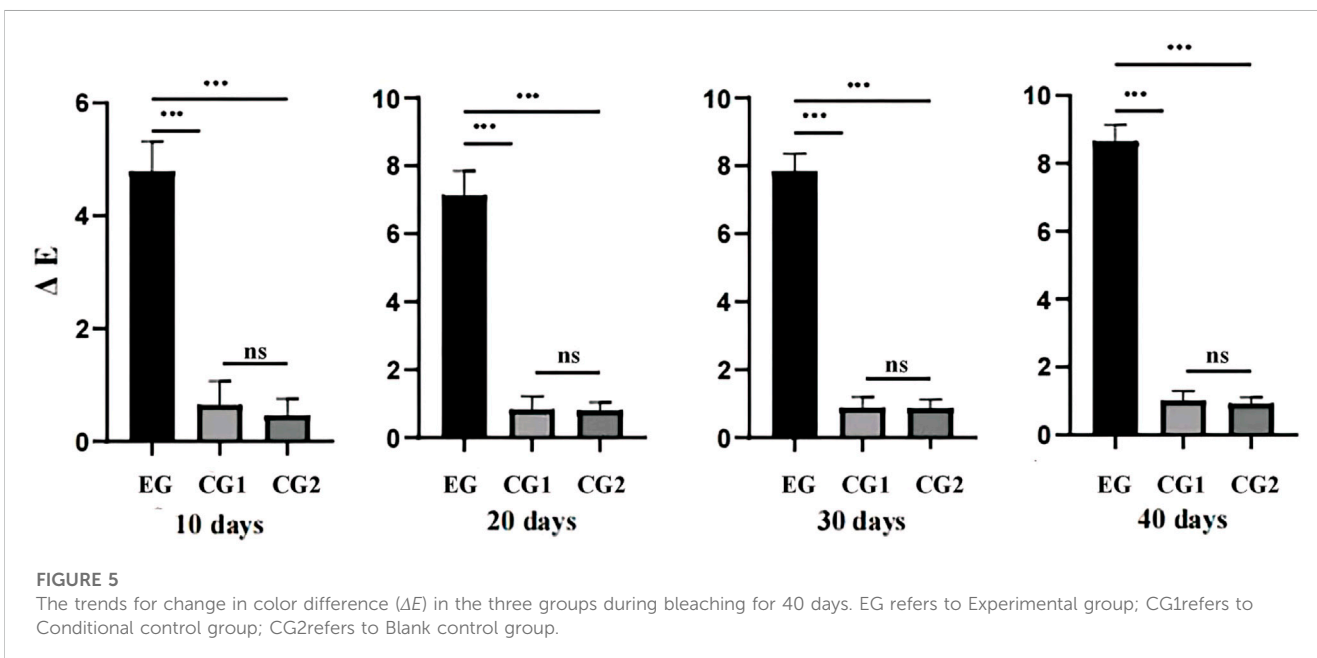 ***
***
***
***
***
***
***
***
6
4
2
0
ΔE
ns
EG CG1 CG2
10 days
10
8
6
4
2
0
ns
EG CG1 CG2
20 days
10
8
6
4
2
0
ns
EG CG1 CG2
30 days
10
8
6
4
2
0
ns
EG CG1 CG2
40 days
FIGURE 5
The trends for change in color difference (ΔE) in the three groups during bleaching for 40 days. EG refers to Experimental group; CG1refers to
Conditional control group; CG2refers to Blank control group.